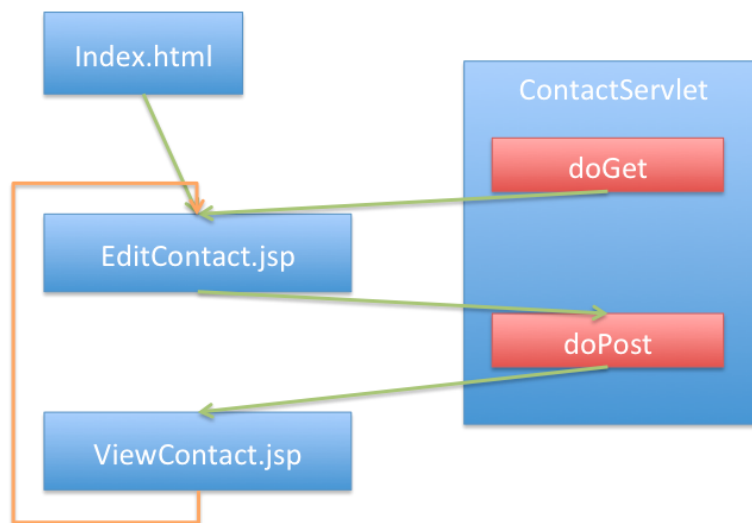 Index.html
ContactServlet
doGet
EditContact.jsp
doPost
ViewContact.jsp